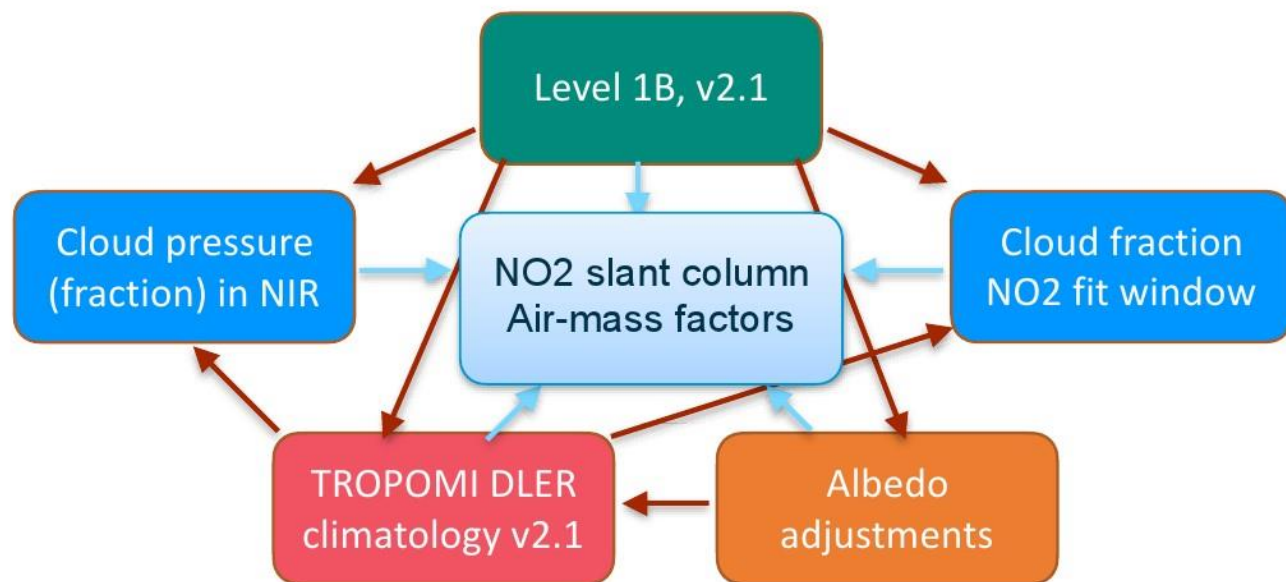 Level 1B, v2.1
Cloud pressure
(fraction) in NIR
NO2 slant column
Air-mass factors
Cloud fraction
NO2 fit window
TROPOMI DLER
climatology v2.1
Albedo
adjustments